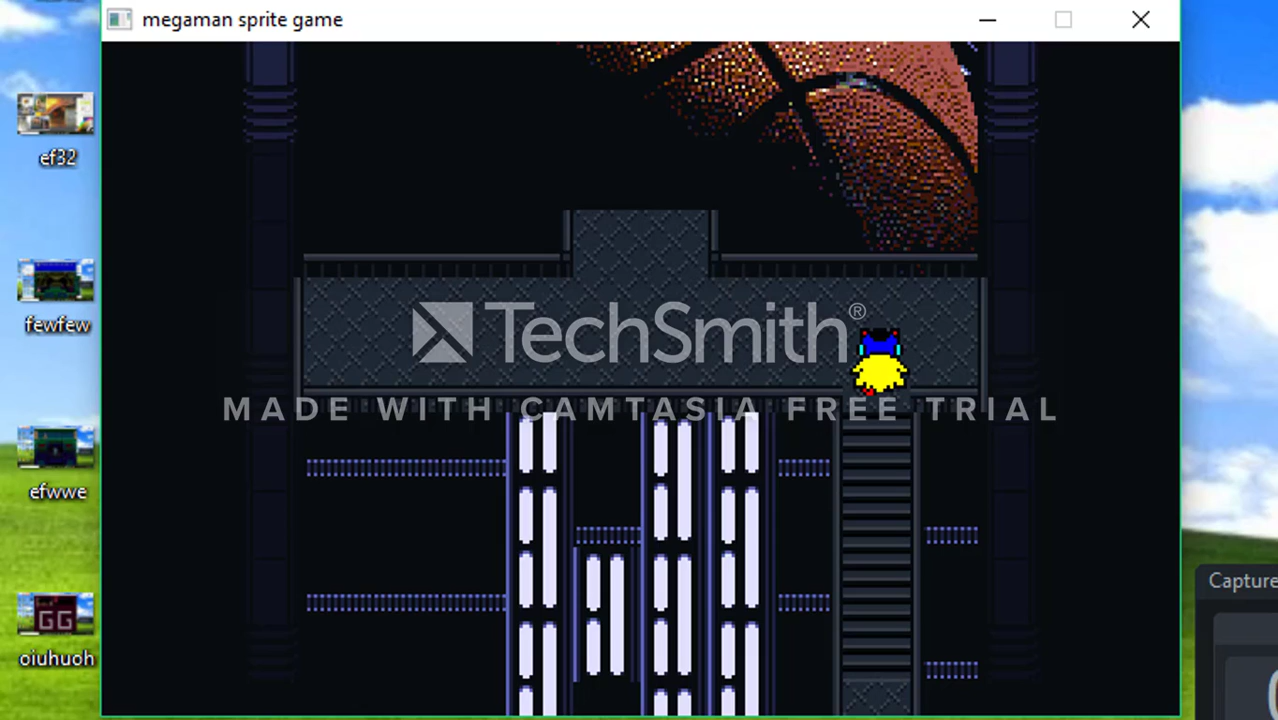 megaman sprite game
ef32
fewfew
TechSmith®
MADE WITH CAMTASIA FREE TRIAL
efwwe
Capture
GG
oiuhuoh